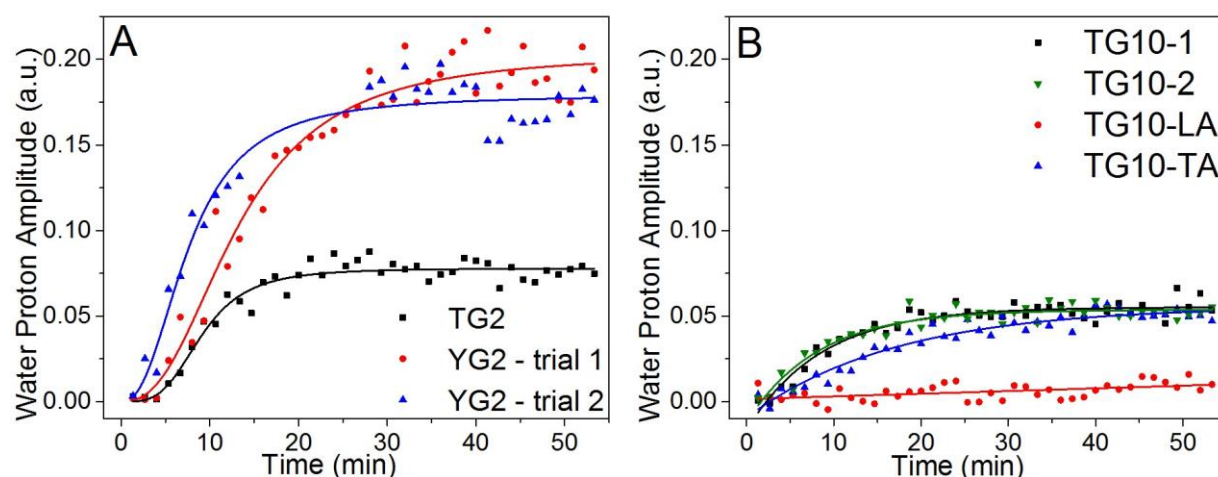 A
Water Proton Amplitude (a.u.)
0.20
0.15
0.10
0.05
0.00
TG2
YG2 - trial 1
YG2 - trial 2
0 10 20 30 40 50
Time (min)
B
Water Proton Amplitude (a.u.)
0.20
0.15
0.10
0.05
0.00
TG10-1
TG10-2
TG10-LA
TG10-TA
0 10 20 30 40 50
Time (min)